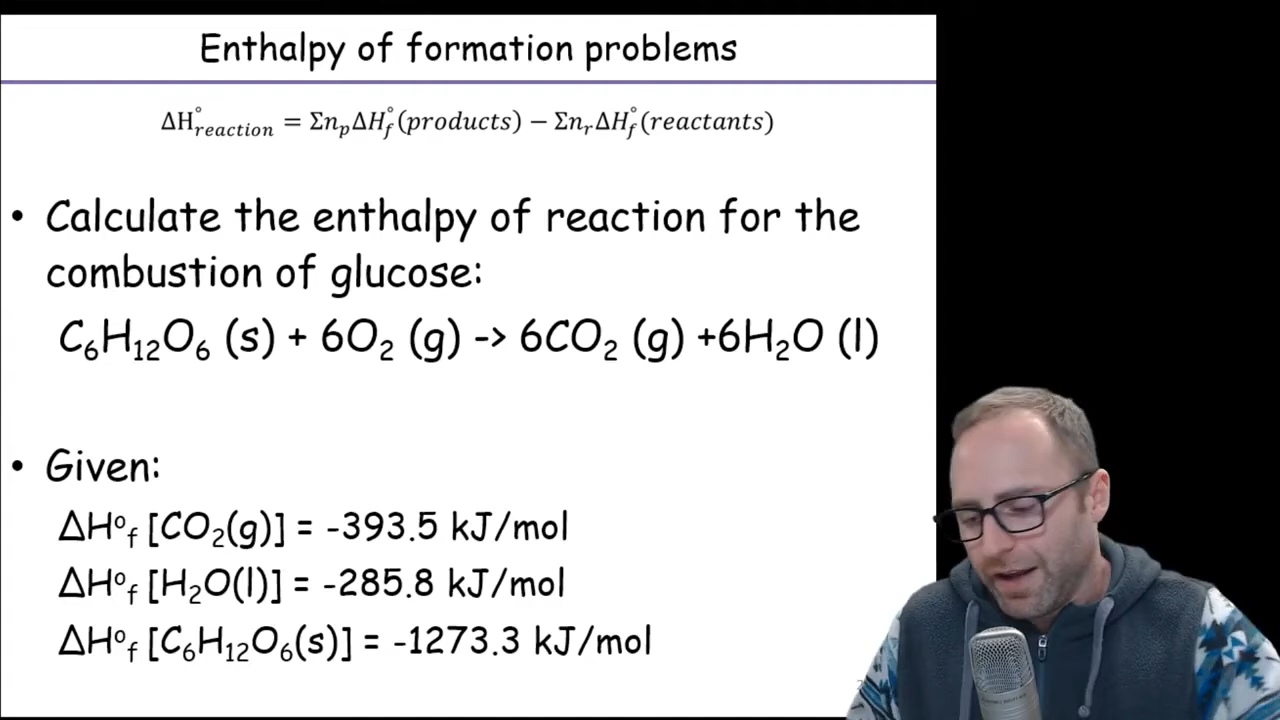 Enthalpy of formation problems
ΔH°reaction = Σnₚ ΔH°f(products) − Σnᵣ ΔH°f(reactants)
• Calculate the enthalpy of reaction for the
combustion of glucose:
C₆H₁₂O₆ (s) + 6O₂ (g) -> 6CO₂ (g) +6H₂O (l)
• Given:
ΔH°f [CO₂(g)] = -393.5 kJ/mol
ΔH°f [H₂O(l)] = -285.8 kJ/mol
ΔH°f [C₆H₁₂O₆(s)] = -1273.3 kJ/mol